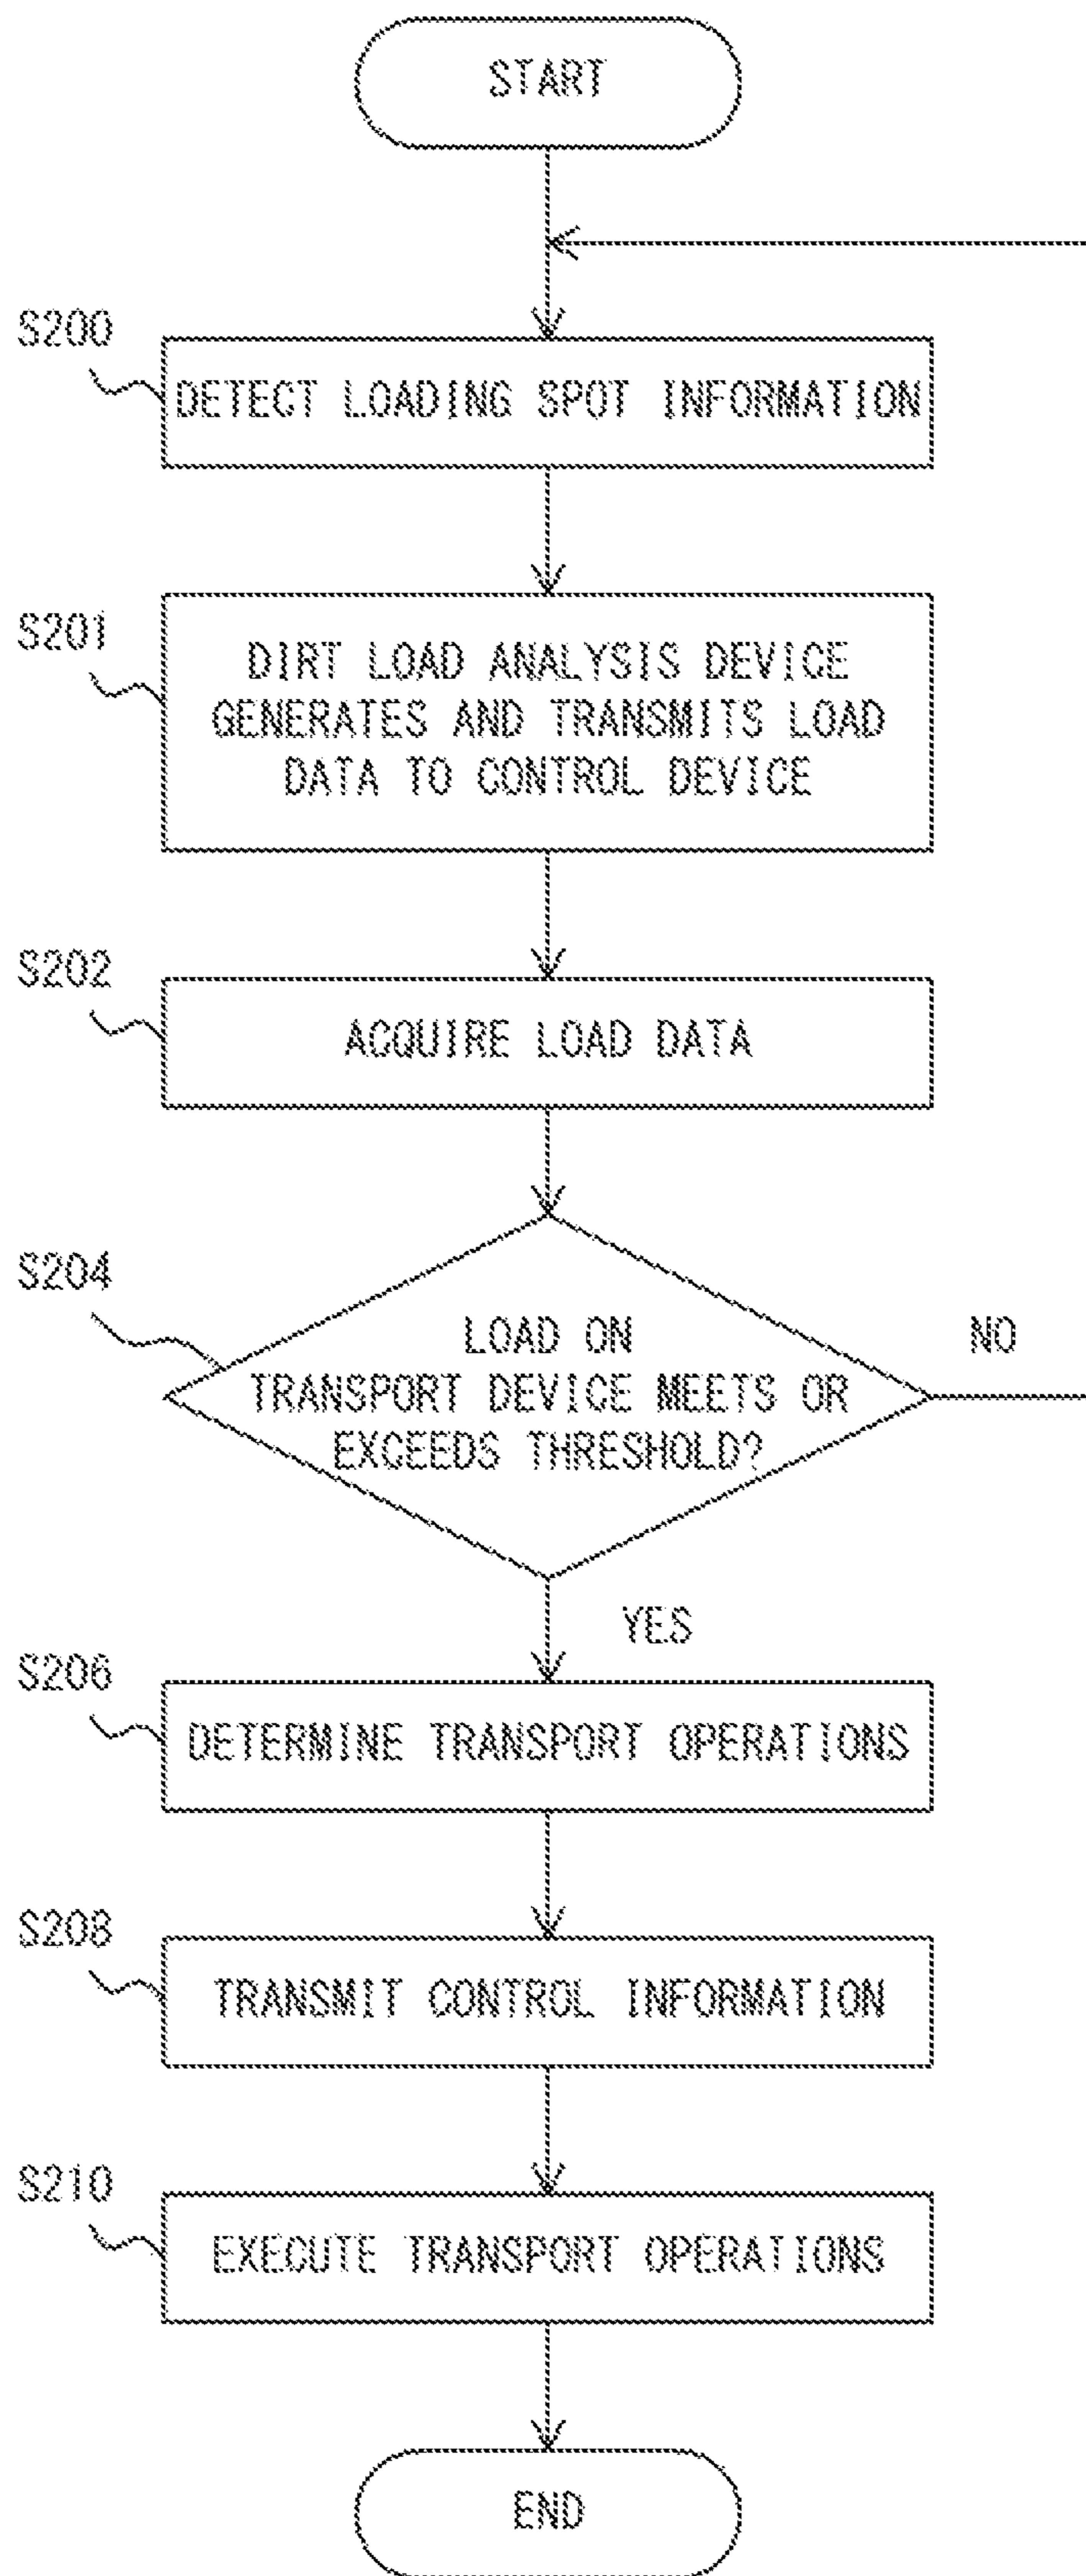 START
S200
DETECT LOADING SPOT INFORMATION
S201
DIRT LOAD ANALYSIS DEVICE
GENERATES AND TRANSMITS LOAD
DATA TO CONTROL DEVICE
S202
ACQUIRE LOAD DATA
S204
LOAD ON
TRANSPORT DEVICE MEETS OR
EXCEEDS THRESHOLD?
NO
YES
S206
DETERMINE TRANSPORT OPERATIONS
S208
TRANSMIT CONTROL INFORMATION
S210
EXECUTE TRANSPORT OPERATIONS
END